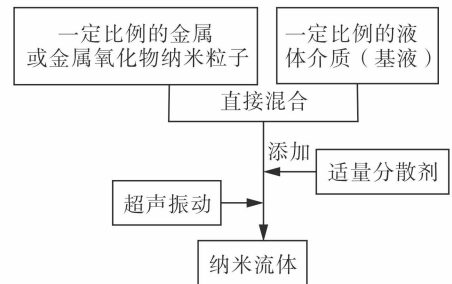 一定比例的金属
或金属氧化物纳米粒子
一定比例的液
体介质（基液）
直接混合
添加
适量分散剂
超声振动
纳米流体